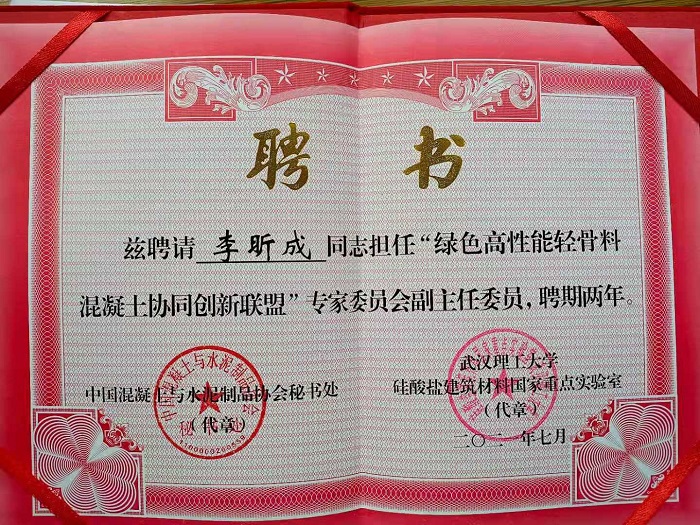 聘书
兹聘请 李昕成 同志担任“绿色高性能轻骨料
混凝土协同创新联盟”专家委员会副主任委员，聘期两年。
中国混凝土与水泥制品协会秘书处
（代章）
武汉理工大学
硅酸盐建筑材料国家重点实验室
（代章）
二〇二一年七月